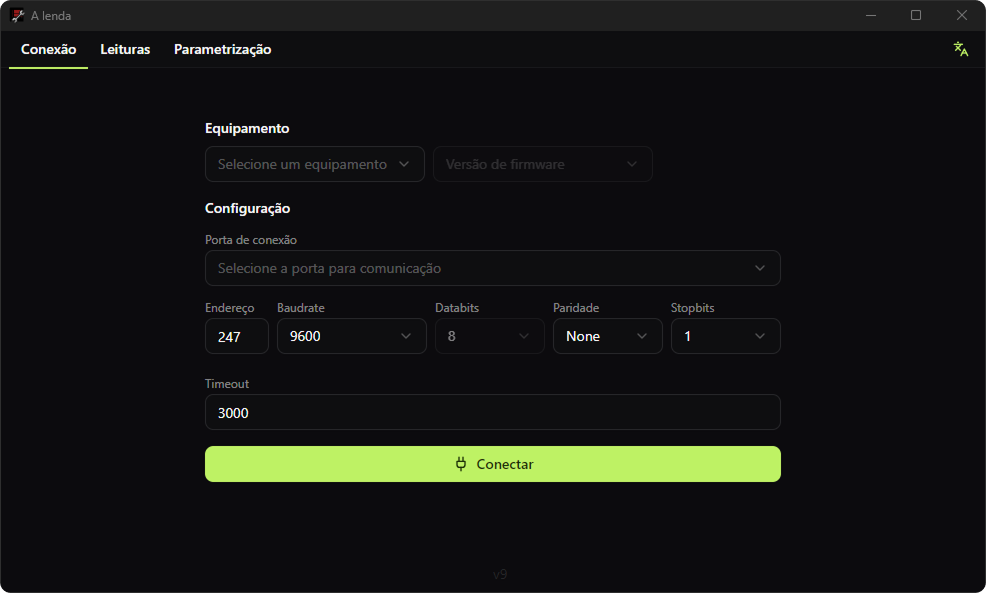 A lenda
Conexão Leituras Parametrização
Equipamento
Selecione um equipamento Versão de firmware
Configuração
Porta de conexão
Selecione a porta para comunicação
Endereço Baudrate Databits Paridade Stopbits
247 9600 8 None 1
Timeout
3000
Conectar
v9